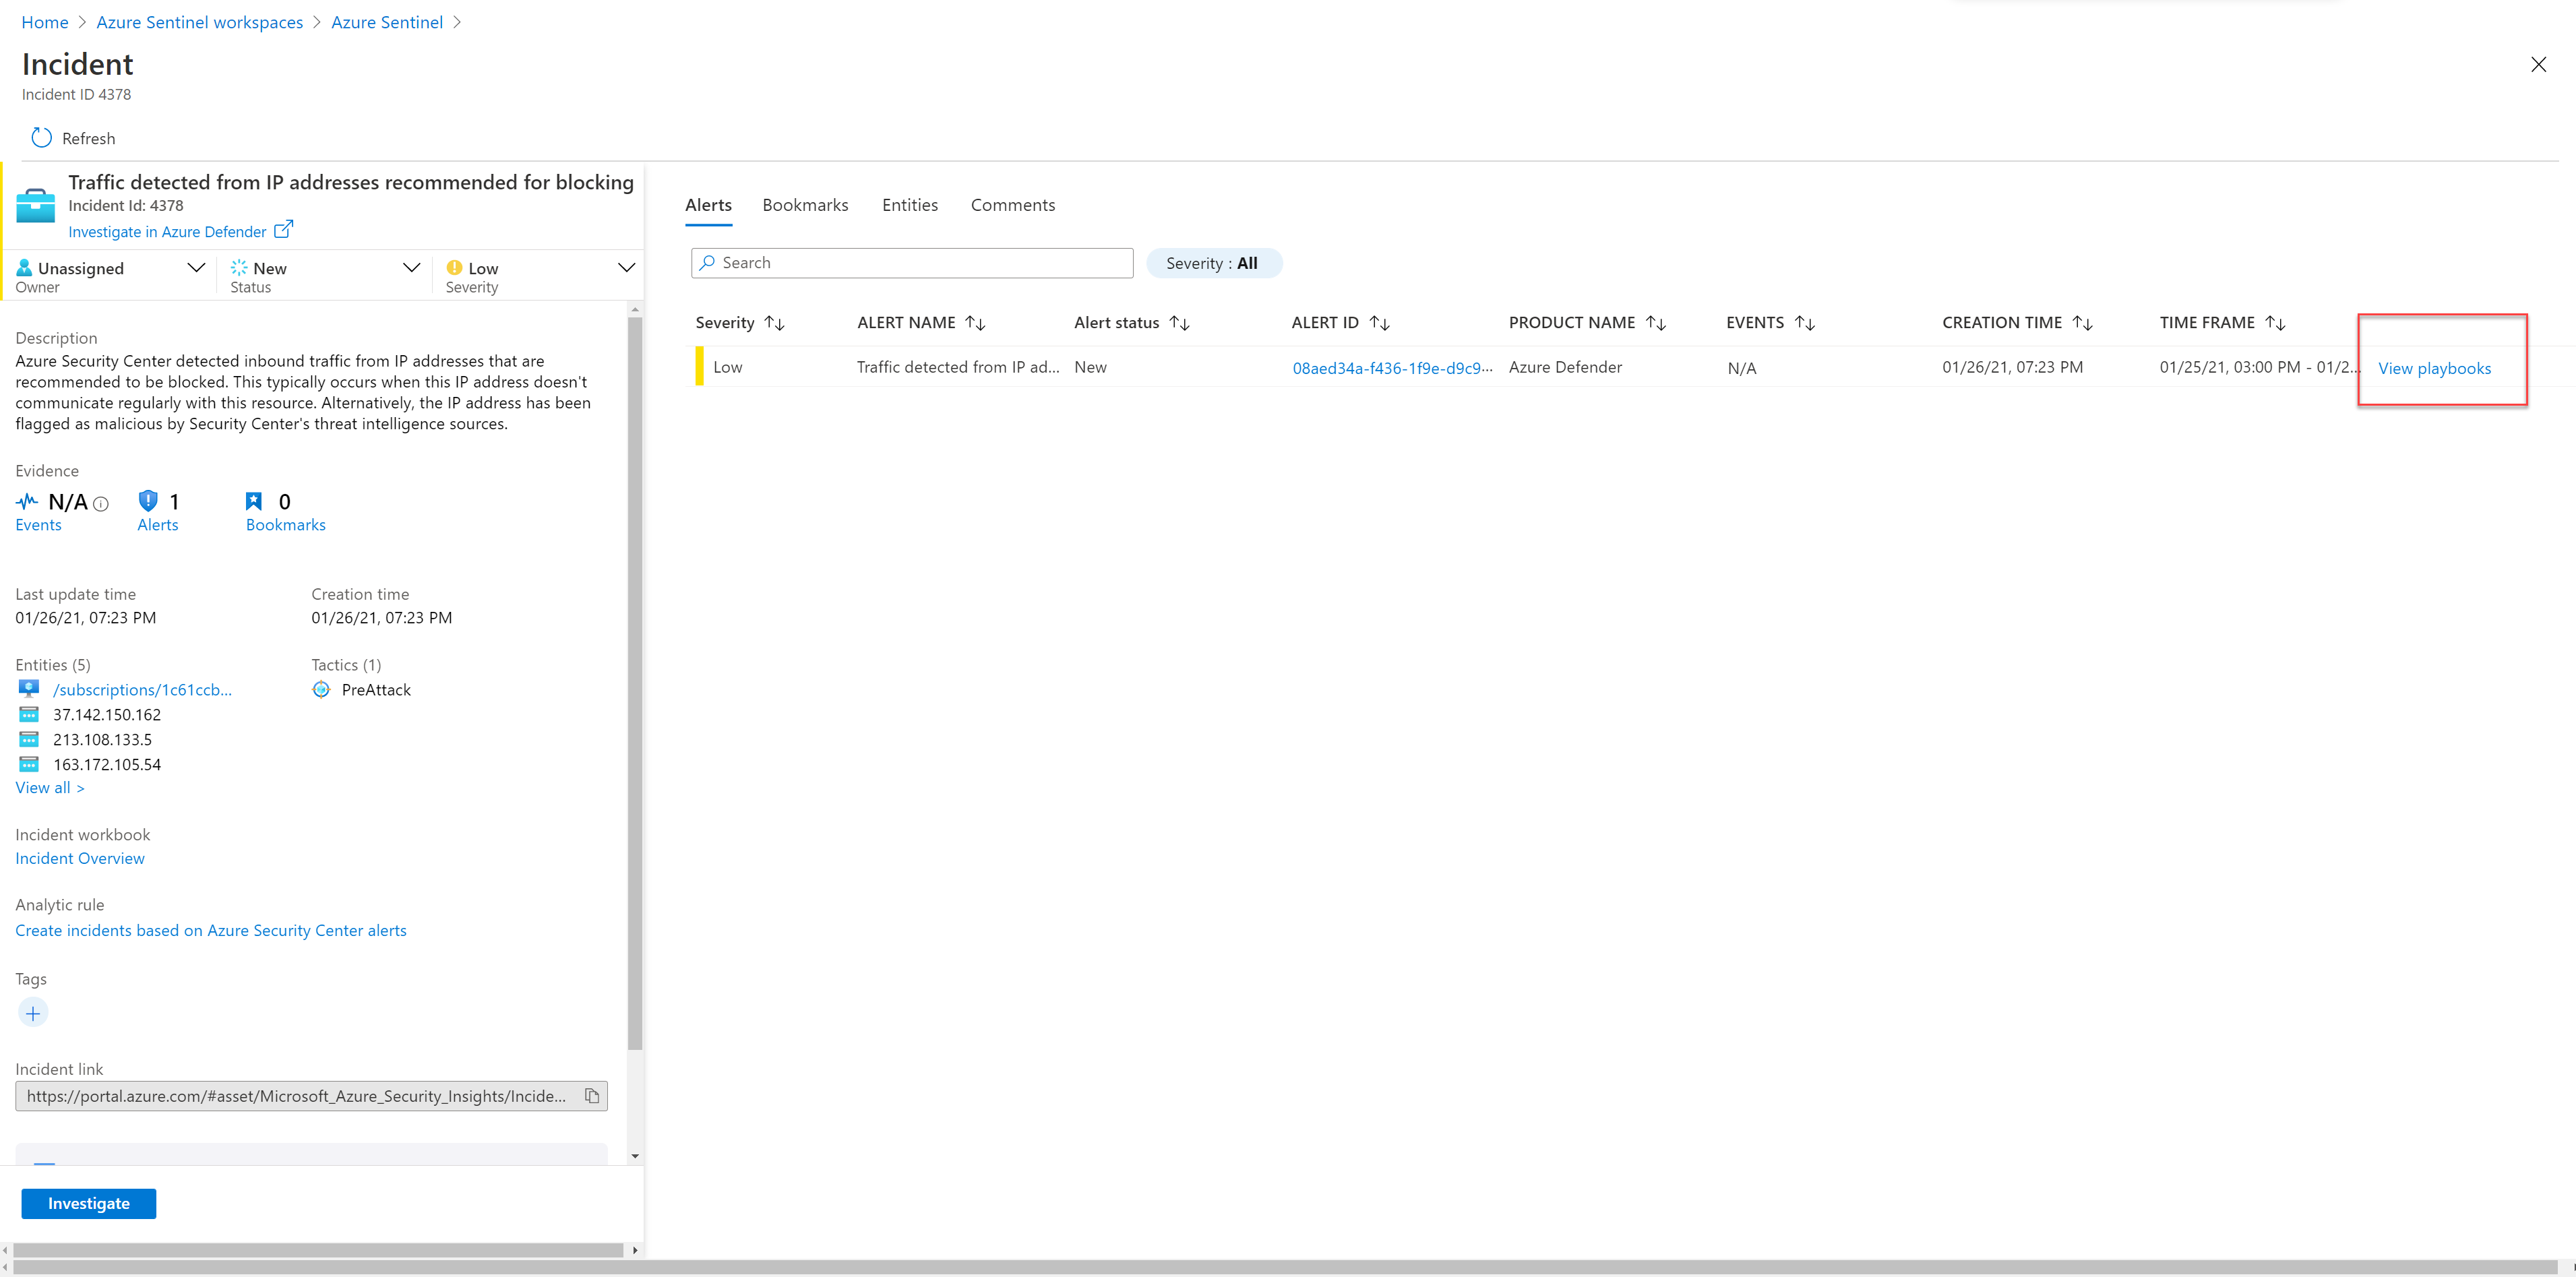 Home > Azure Sentinel workspaces > Azure Sentinel >
Incident
Incident ID 4378
Refresh
Traffic detected from IP addresses recommended for blocking
Incident Id: 4378
Investigate in Azure Defender
Unassigned New Low
Owner Status Severity
Description
Azure Security Center detected inbound traffic from IP addresses that are
recommended to be blocked. This typically occurs when this IP address doesn't
communicate regularly with this resource. Alternatively, the IP address has been
flagged as malicious by Security Center's threat intelligence sources.
Evidence
N/A 1 0
Events Alerts Bookmarks
Last update time Creation time
01/26/21, 07:23 PM 01/26/21, 07:23 PM
Entities (5) Tactics (1)
/subscriptions/1c61ccb... PreAttack
37.142.150.162
213.108.133.5
163.172.105.54
View all >
Incident workbook
Incident Overview
Analytic rule
Create incidents based on Azure Security Center alerts
Tags
Incident link
https://portal.azure.com/#asset/Microsoft_Azure_Security_Insights/Incide...
Investigate
Alerts Bookmarks Entities Comments
Search Severity : All
Severity ALERT NAME Alert status ALERT ID PRODUCT NAME EVENTS CREATION TIME TIME FRAME
Low Traffic detected from IP ad... New 08aed34a-f436-1f9e-d9c9... Azure Defender N/A 01/26/21, 07:23 PM 01/25/21, 03:00 PM - 01/2... View playbooks